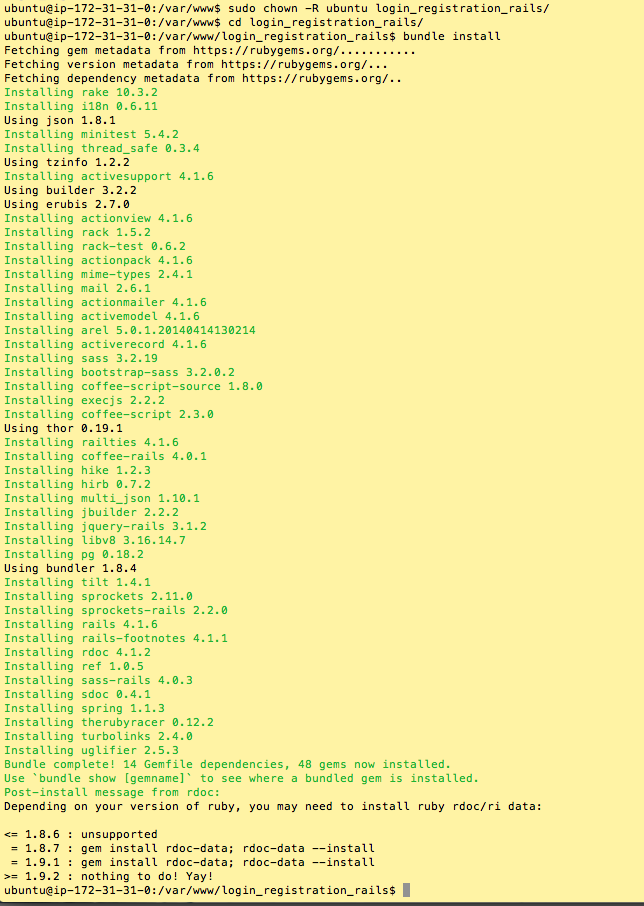 ubuntu@ip-172-31-31-0:/var/www$ sudo chown -R ubuntu login_registration_rails/
ubuntu@ip-172-31-31-0:/var/www$ cd login_registration_rails/
ubuntu@ip-172-31-31-0:/var/www/login_registration_rails$ bundle install
Fetching gem metadata from https://rubygems.org/...........
Fetching version metadata from https://rubygems.org/...
Fetching dependency metadata from https://rubygems.org/..
Installing rake 10.3.2
Installing i18n 0.6.11
Using json 1.8.1
Installing minitest 5.4.2
Installing thread_safe 0.3.4
Using tzinfo 1.2.2
Installing activesupport 4.1.6
Using builder 3.2.2
Using erubis 2.7.0
Installing actionview 4.1.6
Installing rack 1.5.2
Installing rack-test 0.6.2
Installing actionpack 4.1.6
Installing mime-types 2.4.1
Installing mail 2.6.1
Installing actionmailer 4.1.6
Installing activemodel 4.1.6
Installing arel 5.0.1.20140414130214
Installing activerecord 4.1.6
Installing sass 3.2.19
Installing bootstrap-sass 3.2.0.2
Installing coffee-script-source 1.8.0
Installing execjs 2.2.2
Installing coffee-script 2.3.0
Using thor 0.19.1
Installing railties 4.1.6
Installing coffee-rails 4.0.1
Installing hike 1.2.3
Installing hirb 0.7.2
Installing multi_json 1.10.1
Installing jbuilder 2.2.2
Installing jquery-rails 3.1.2
Installing libv8 3.16.14.7
Installing pg 0.18.2
Using bundler 1.8.4
Installing tilt 1.4.1
Installing sprockets 2.11.0
Installing sprockets-rails 2.2.0
Installing rails 4.1.6
Installing rails-footnotes 4.1.1
Installing rdoc 4.1.2
Installing ref 1.0.5
Installing sass-rails 4.0.3
Installing sdoc 0.4.1
Installing spring 1.1.3
Installing therubyracer 0.12.2
Installing turbolinks 2.4.0
Installing uglifier 2.5.3
Bundle complete! 14 Gemfile dependencies, 48 gems now installed.
Use `bundle show [gemname]` to see where a bundled gem is installed.
Post-install message from rdoc:
Depending on your version of ruby, you may need to install ruby rdoc/ri data:
<= 1.8.6 : unsupported
= 1.8.7 : gem install rdoc-data; rdoc-data --install
= 1.9.1 : gem install rdoc-data; rdoc-data --install
>= 1.9.2 : nothing to do! Yay!
ubuntu@ip-172-31-31-0:/var/www/login_registration_rails$